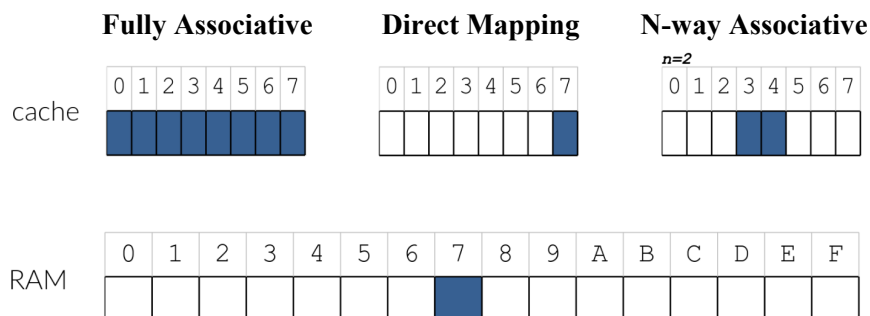 Fully Associative Direct Mapping N-way Associative
n=2
0 1 2 3 4 5 6 7 0 1 2 3 4 5 6 7 0 1 2 3 4 5 6 7
cache
0 1 2 3 4 5 6 7 8 9 A B C D E F
RAM